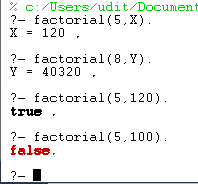 % c:/Users/udit/Document
?- factorial(5,X).
X = 120 .
?- factorial(8,Y).
Y = 40320 .
?- factorial(5,120).
true .
?- factorial(5,100).
false.
?-